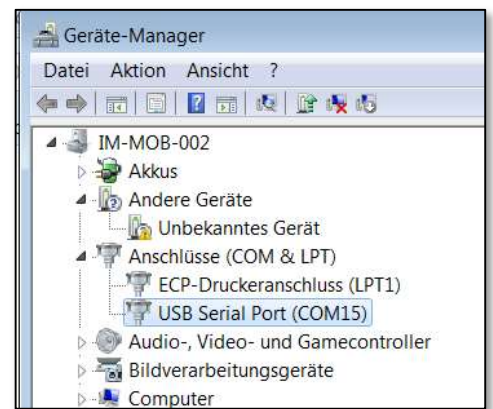 Geräte-Manager
Datei Aktion Ansicht ?
IM-MOB-002
Akkus
Andere Geräte
Unbekanntes Gerät
Anschlüsse (COM & LPT)
ECP-Druckeranschluss (LPT1)
USB Serial Port (COM15)
Audio-, Video- und Gamecontroller
Bildverarbeitungsgeräte
Computer